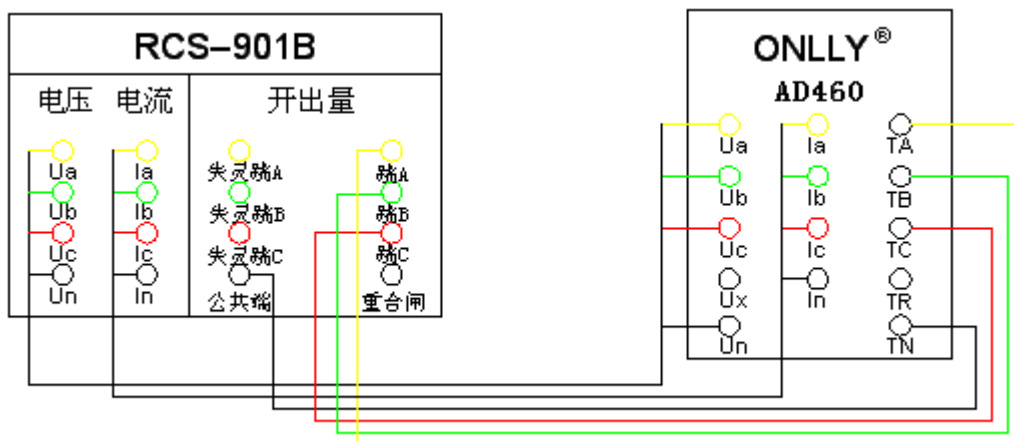 RCS–901B
电压 电流 开出量
Ua Ia 失灵跳A 跳A
Ub Ib 失灵跳B 跳B
Uc Ic 失灵跳C 跳C
Un In 公共端 重合闸
ONLLY®
AD460
Ua Ia TA
Ub Ib TB
Uc Ic TC
Ux In TR
Un TN